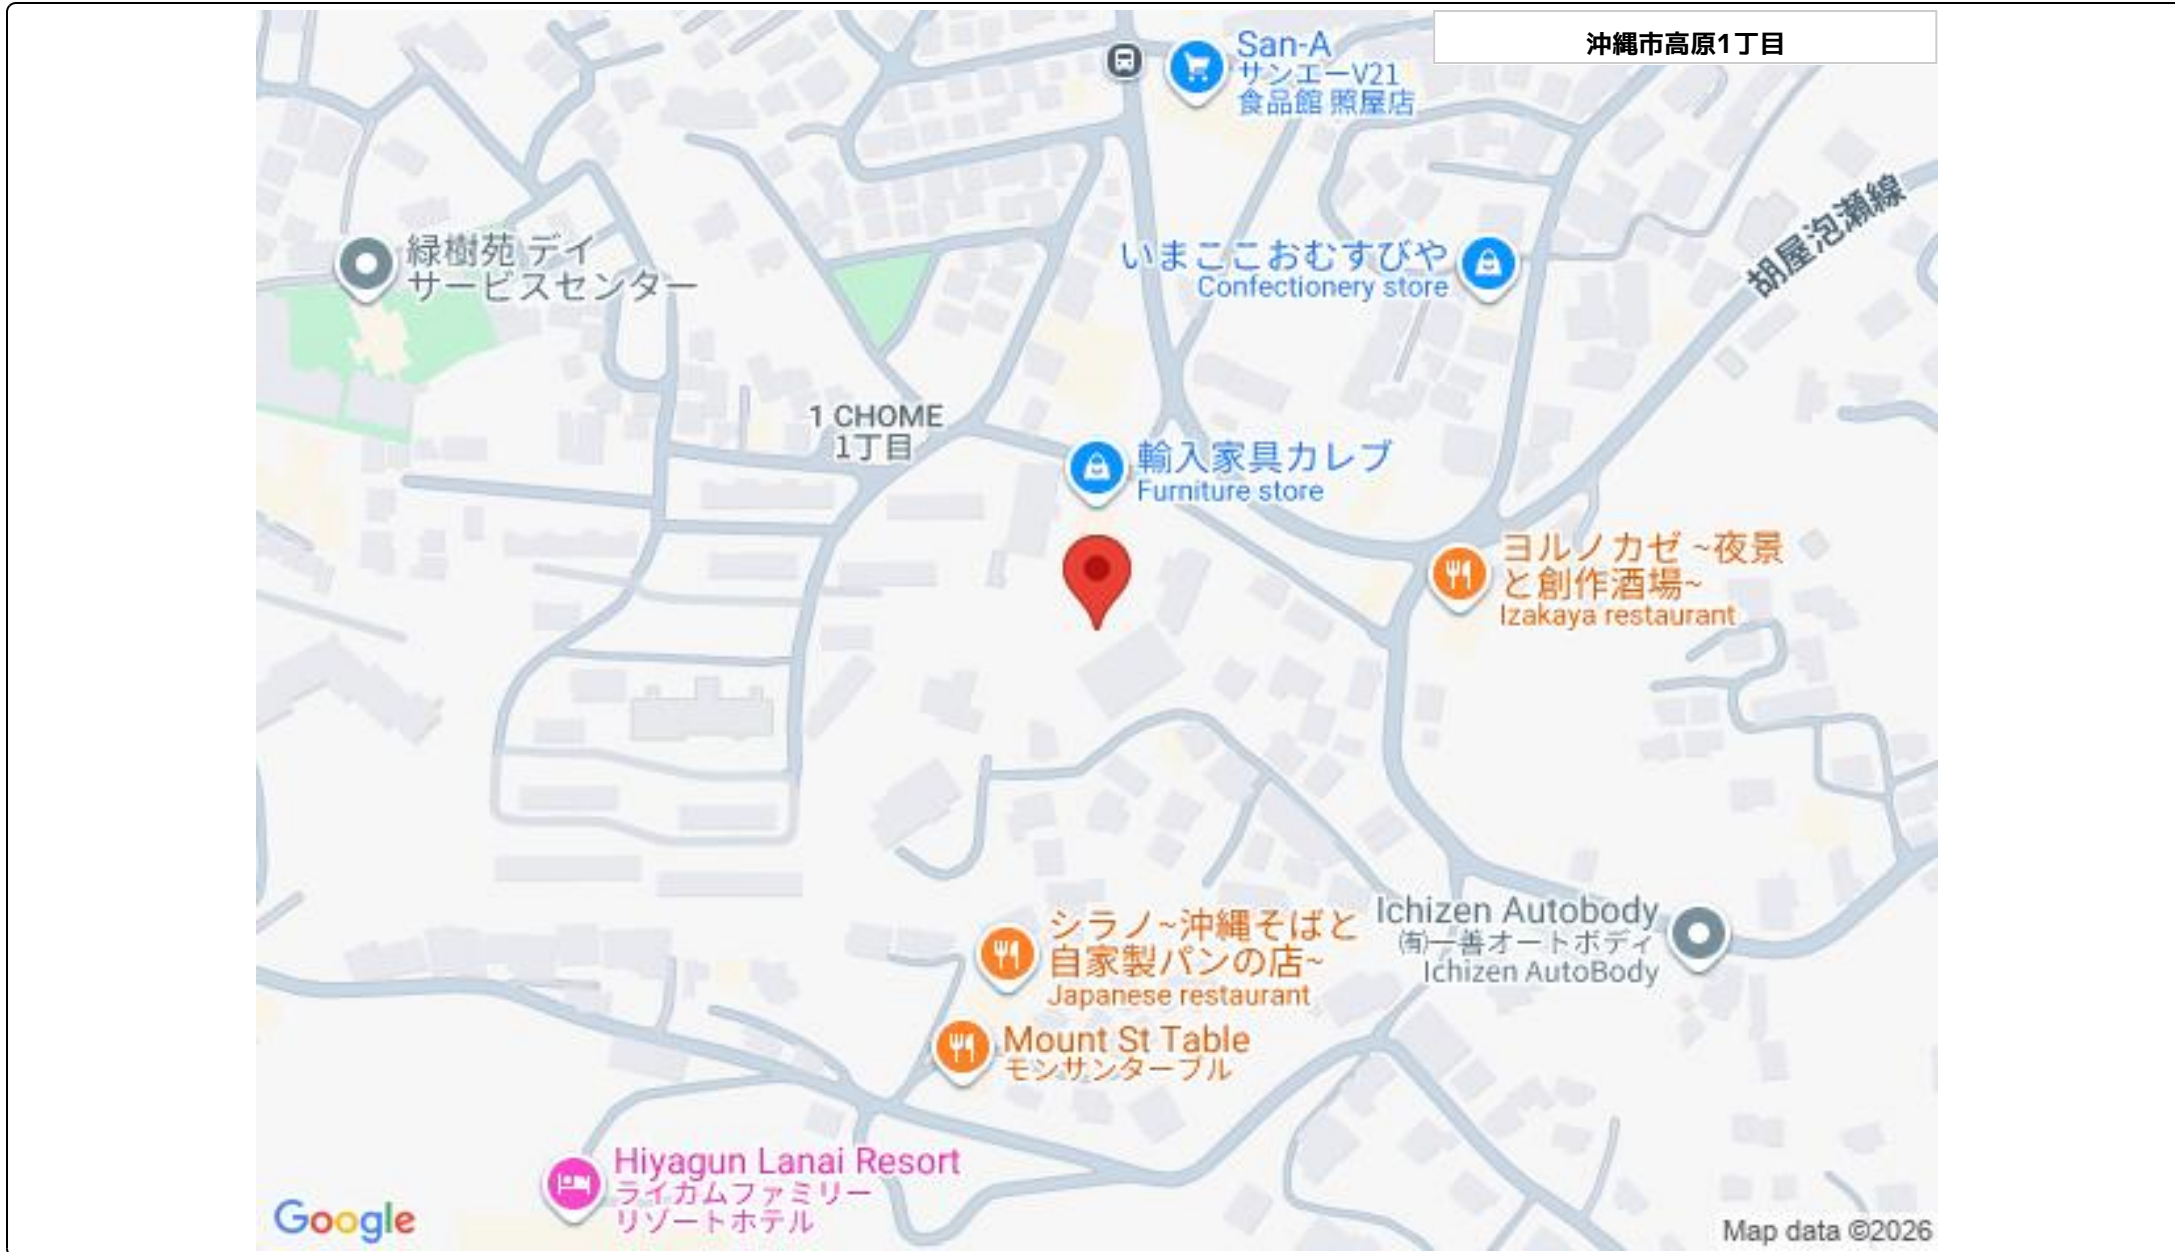 沖縄市高原1丁目
San-A
サンエーV21
食品館 照屋店
胡屋泡瀬線
緑樹苑 デイ
サービスセンター
いまここおむすびや
Confectionery store
1 CHOME
1丁目
輸入家具カレブ
Furniture store
ヨルノカゼ ~夜景
と創作酒場~
Izakaya restaurant
シラノ~沖縄そばと
自家製パンの店~
Japanese restaurant
Ichizen Autobody
㈲一善オートボディ
Ichizen AutoBody
Mount St Table
モンサンターブル
Hiyagun Lanai Resort
ライカムファミリー
リゾートホテル
Google
Map data ©2026